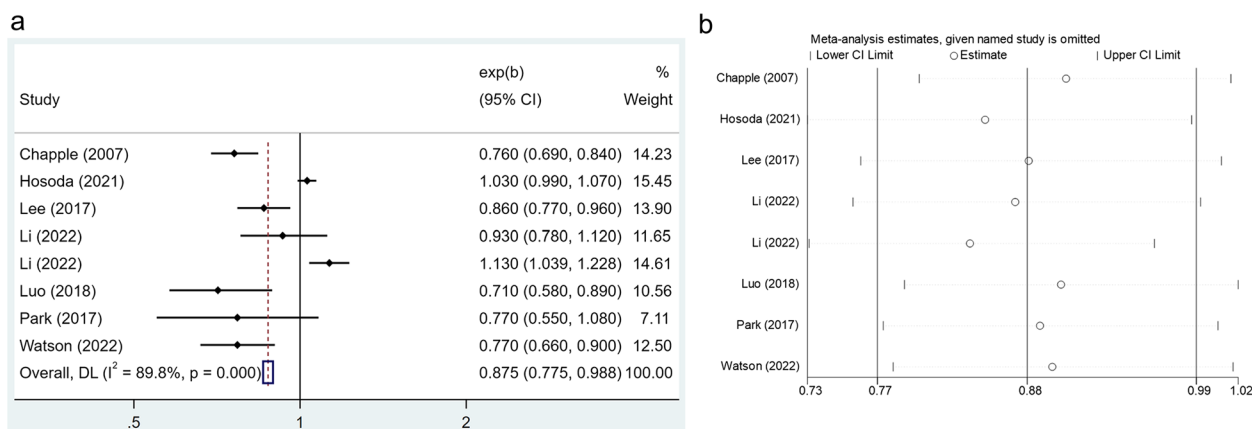 a
exp(b) %
Study (95% CI) Weight
Chapple (2007) 0.760 (0.690, 0.840) 14.23
Hosoda (2021) 1.030 (0.990, 1.070) 15.45
Lee (2017) 0.860 (0.770, 0.960) 13.90
Li (2022) 0.930 (0.780, 1.120) 11.65
Li (2022) 1.130 (1.039, 1.228) 14.61
Luo (2018) 0.710 (0.580, 0.890) 10.56
Park (2017) 0.770 (0.550, 1.080) 7.11
Watson (2022) 0.770 (0.660, 0.900) 12.50
Overall, DL (I² = 89.8%, p = 0.000) 0.875 (0.775, 0.988) 100.00
.5 1 2
b
Meta-analysis estimates, given named study is omitted
Lower CI Limit Estimate Upper CI Limit
Chapple (2007)
Hosoda (2021)
Lee (2017)
Li (2022)
Li (2022)
Luo (2018)
Park (2017)
Watson (2022)
0.73 0.77 0.88 0.99 1.02